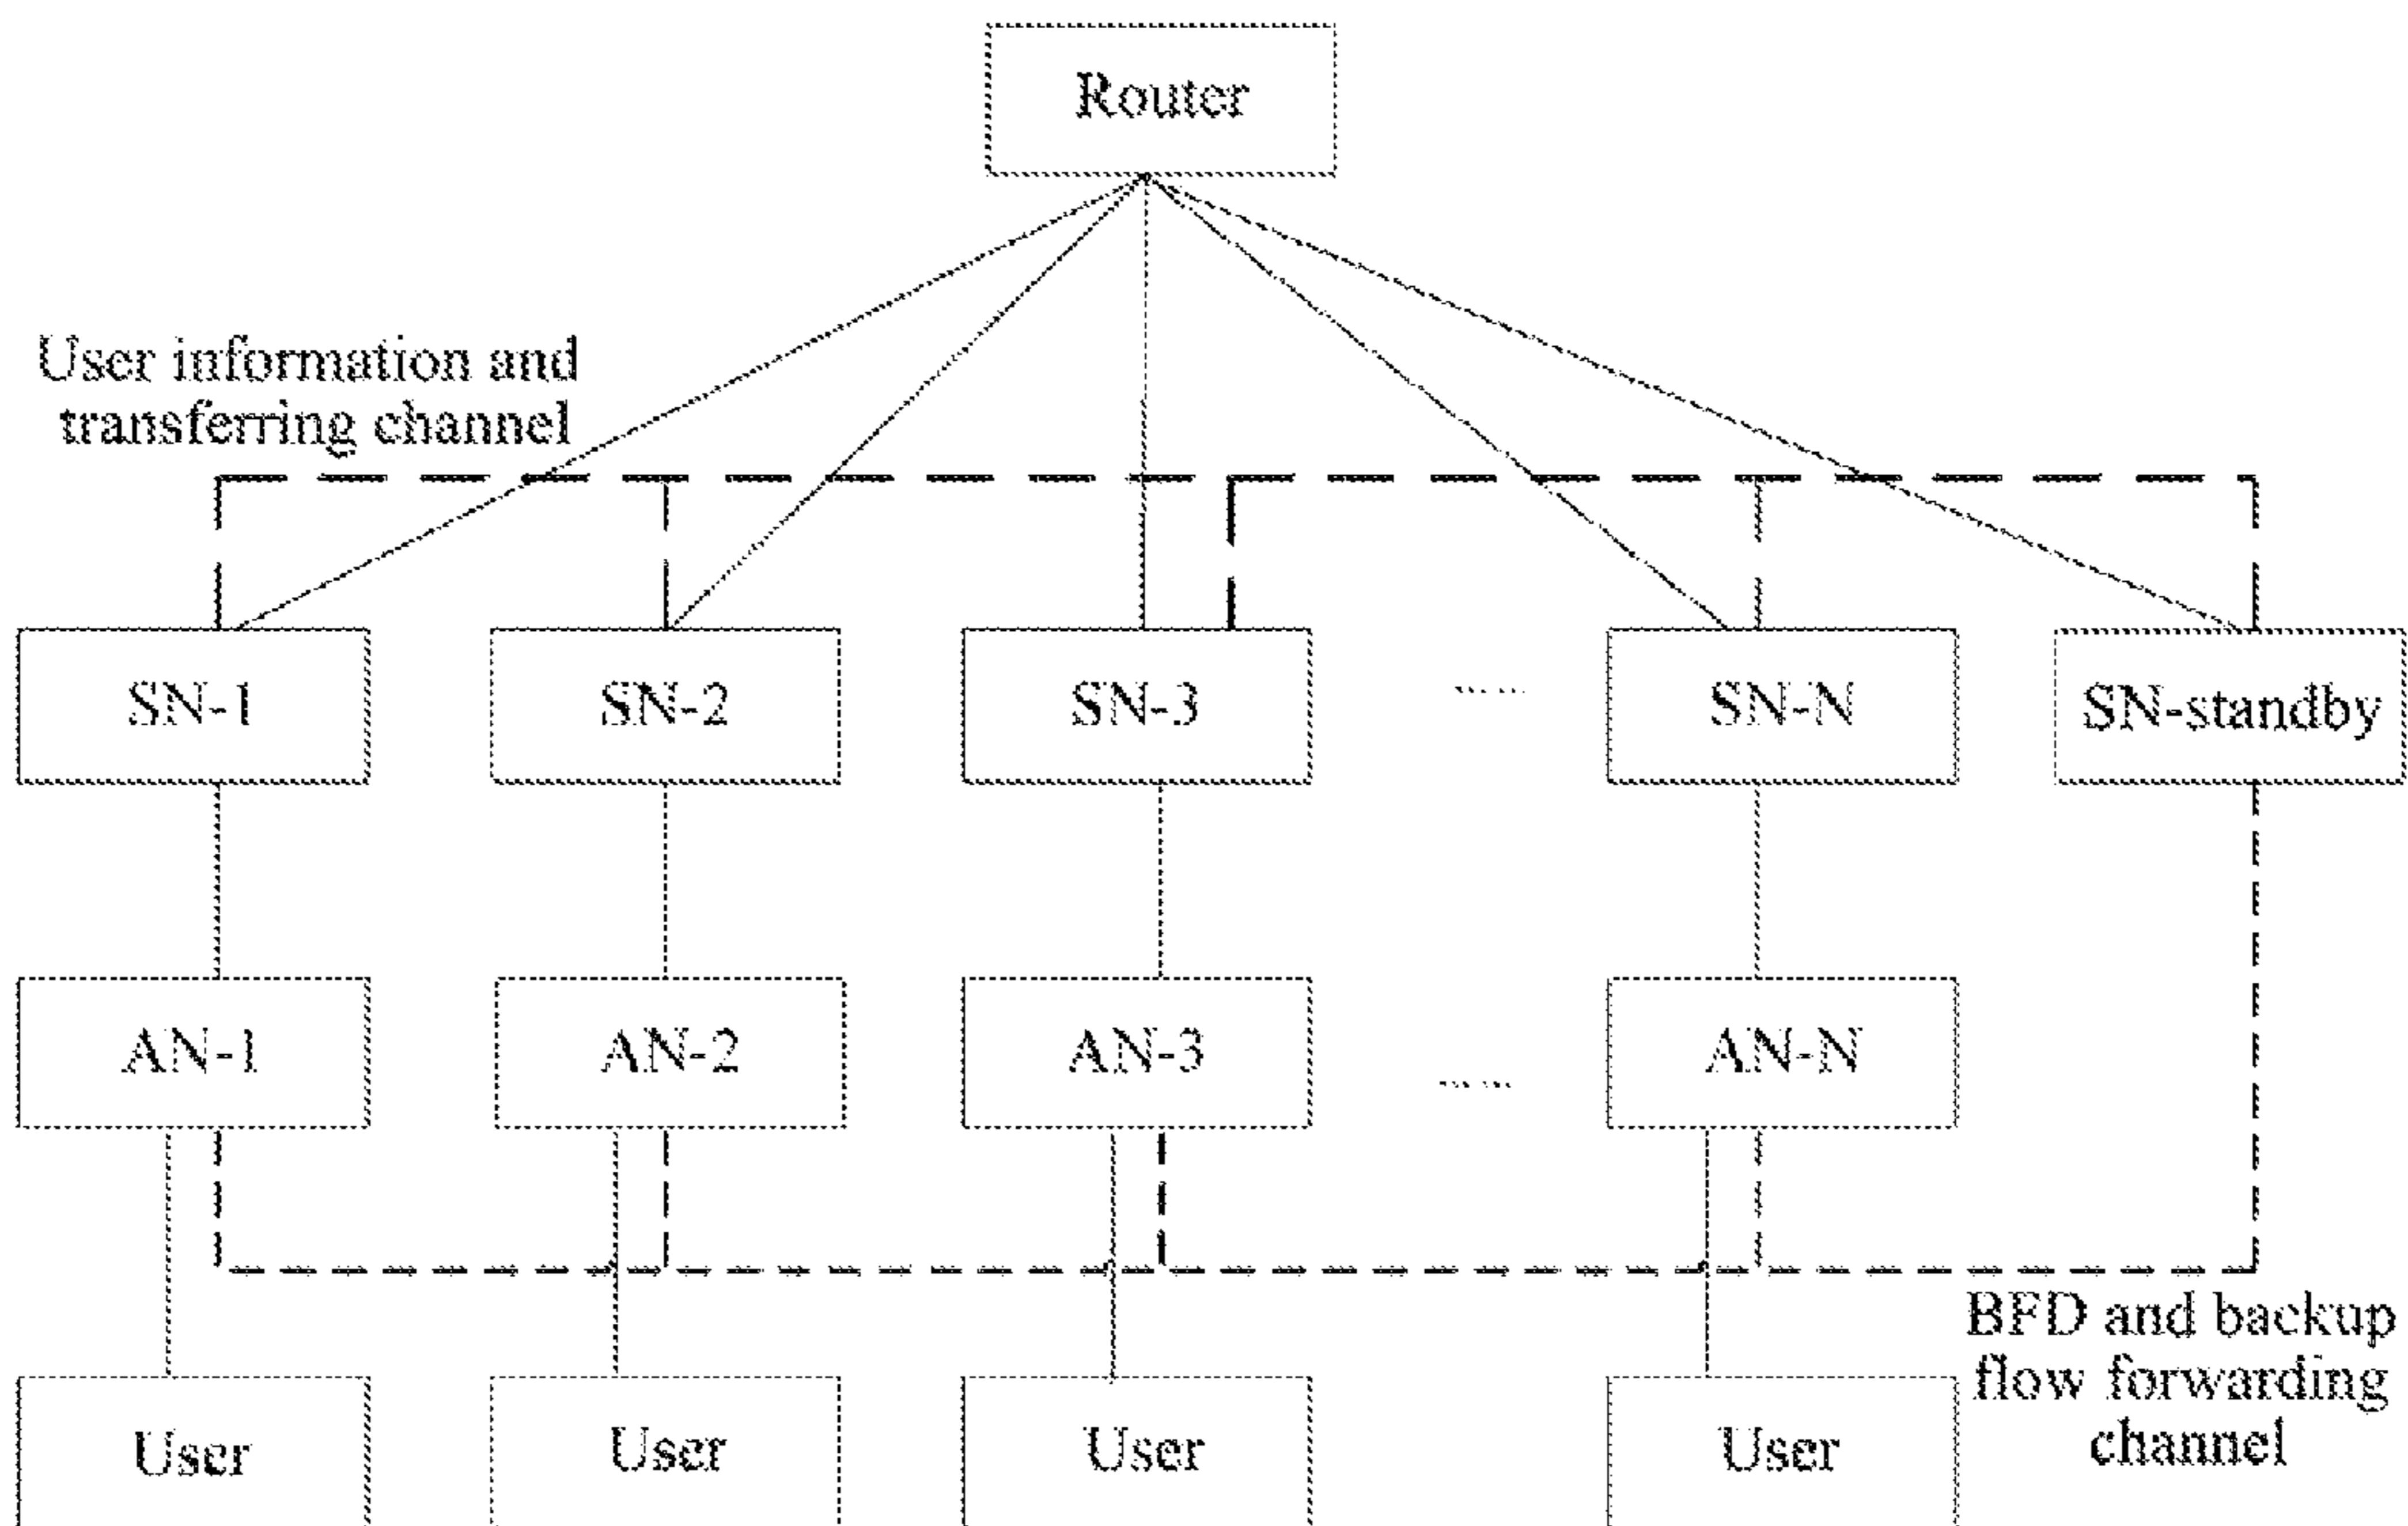 Router
User information and
transferring channel
SN-1
SN-2
SN-3
......
SN-N
SN-standby
AN-1
AN-2
AN-3
......
AN-N
BFD and backup
flow forwarding
channel
User
User
User
User